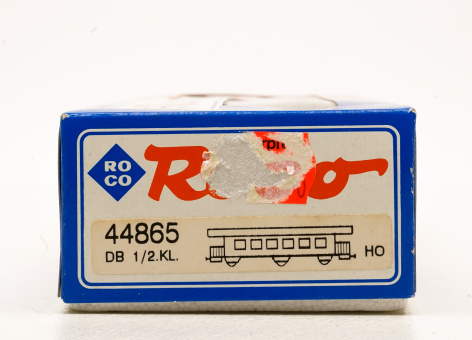 RO
CO
Roco
44865
DB 1/2.KL.
HO